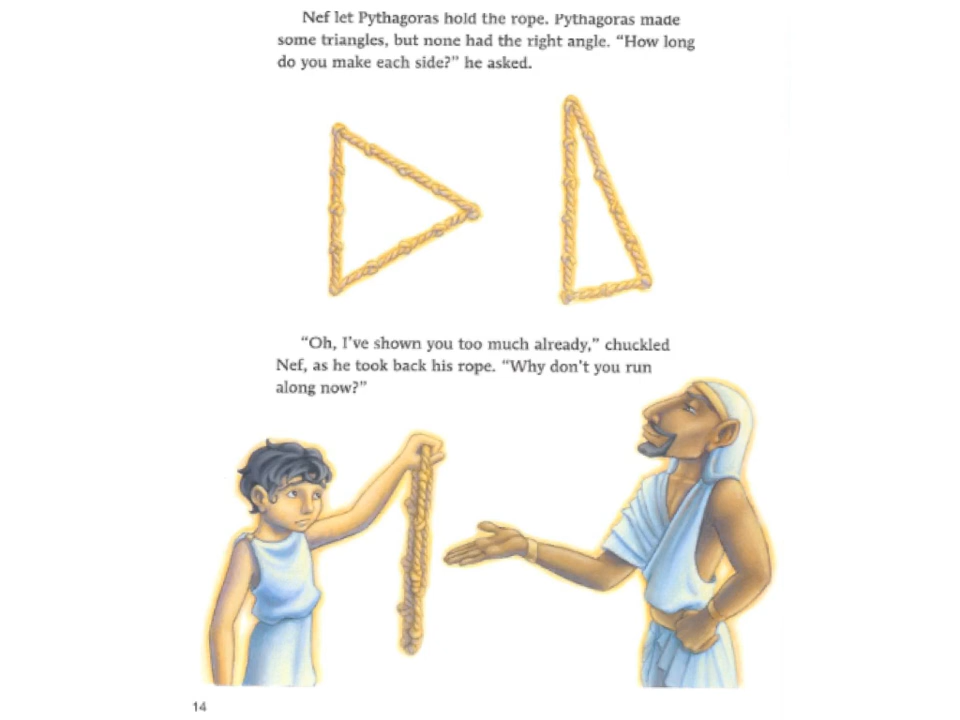 Nef let Pythagoras hold the rope. Pythagoras made
some triangles, but none had the right angle. “How long
do you make each side?” he asked.
“Oh, I’ve shown you too much already,” chuckled
Nef, as he took back his rope. “Why don’t you run
along now?”
14